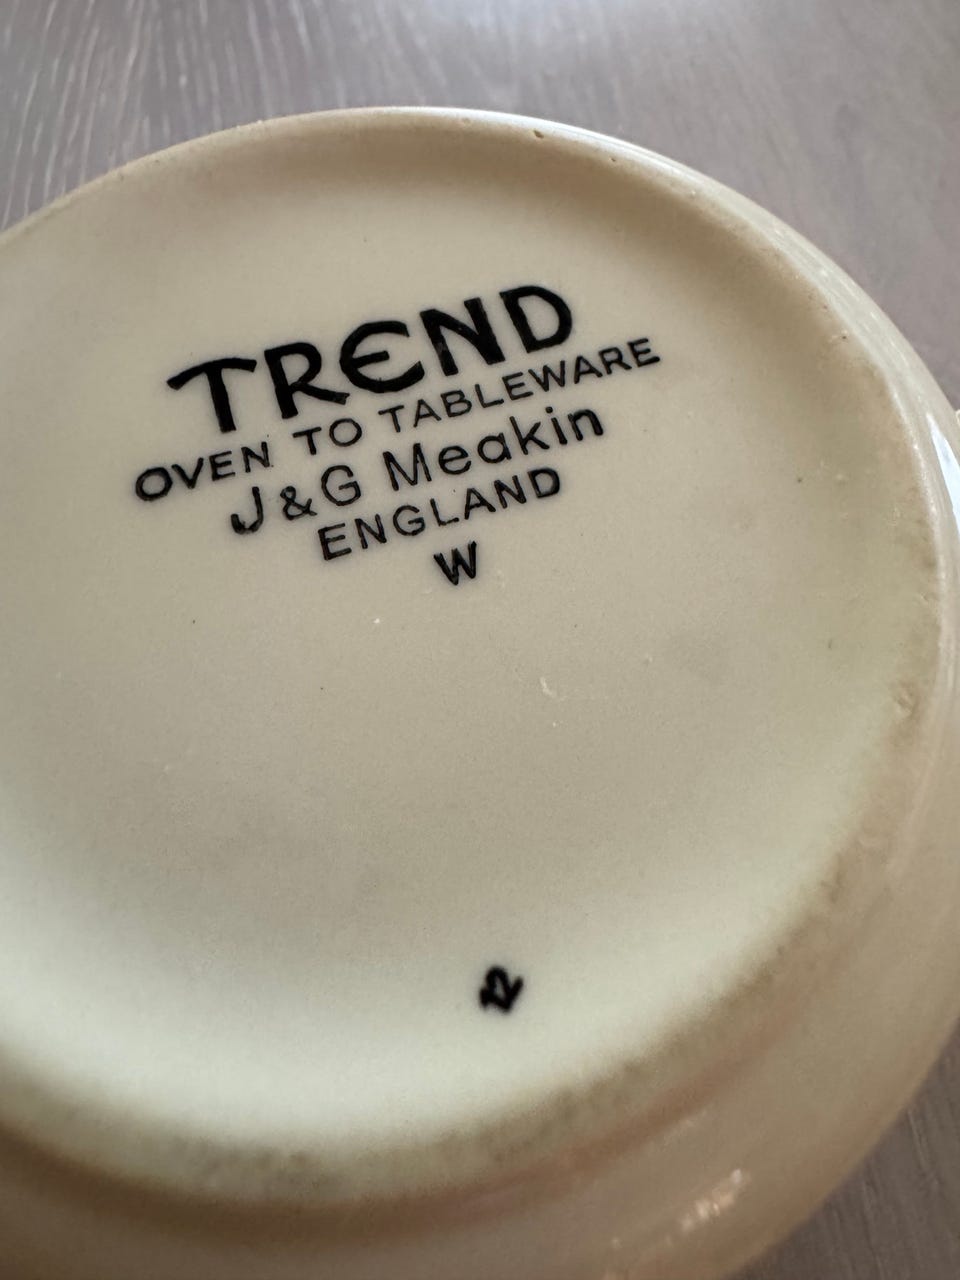 TREND
OVEN TO TABLEWARE
J&G Meakin
ENGLAND
W